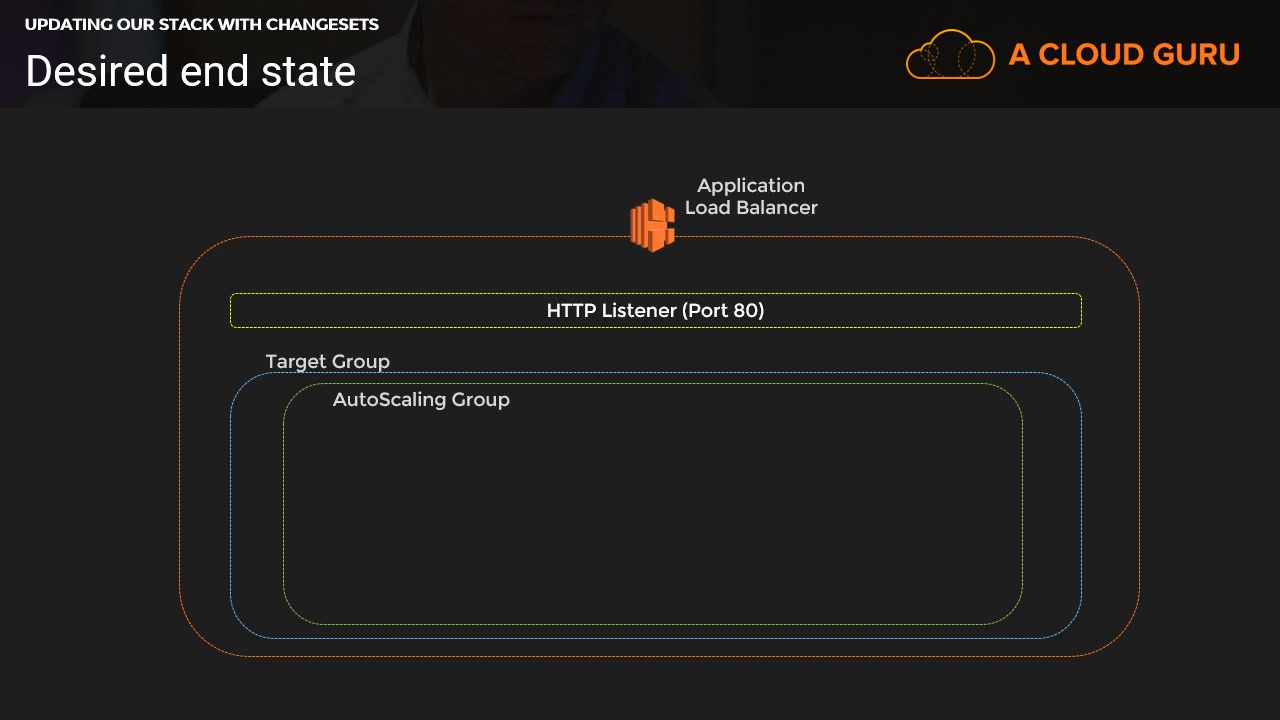 UPDATING OUR STACK WITH CHANGESETS
Desired end state
A CLOUD GURU
Application
Load Balancer
HTTP Listener (Port 80)
Target Group
AutoScaling Group